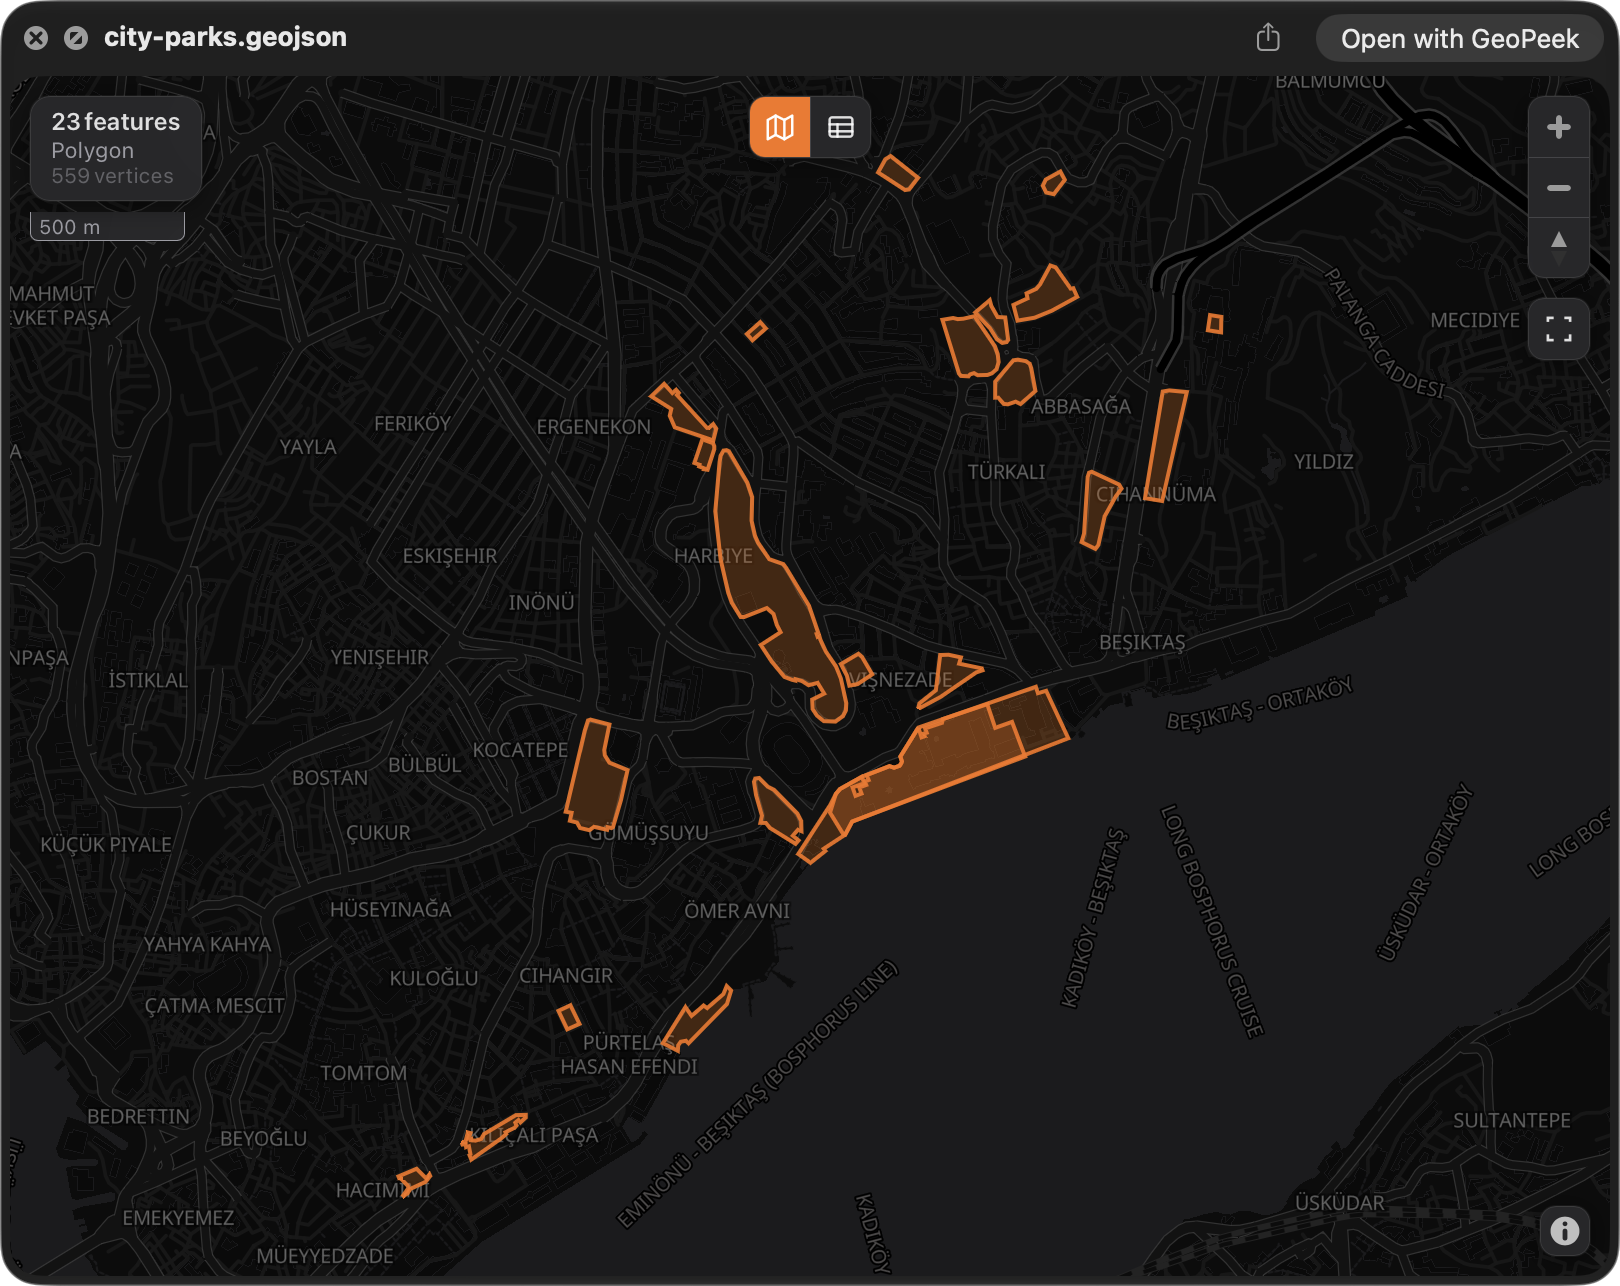 city-parks.geojson
Open with GeoPeek
23 features
Polygon
559 vertices
500 m
BALMUMCU
A
MAHMUT
EVKET PAŞA
PALANGA CADDESI
MECIDIYE
FERIKÖY
ERGENEKON
ABBASAĞA
YAYLA
A
TÜRKALI
YILDIZ
CIHANNÜMA
ESKIŞEHIR
HARBIYE
INÖNÜ
BEŞIKTAŞ
NPAŞA
YENIŞEHIR
İSTIKLAL
VIŞNEZADE
BEŞIKTAŞ - ORTAKÖY
KOCATEPE
BÜLBÜL
BOSTAN
ÇUKUR
GÜMÜŞSUYU
KÜÇÜK PIYALE
KADIKÖY - BEŞIKTAŞ
LONG BOSPHORUS CRUISE
ÜSKÜDAR - ORTAKÖY
LONG BOS
HÜSEYINAĞA
ÖMER AVNI
YAHYA KAHYA
KULOĞLU
CIHANGIR
ÇATMA MESCIT
PÜRTELAŞ
HASAN EFENDI
EMINÖNÜ - BEŞIKTAŞ (BOSPHORUS LINE)
TOMTOM
BEDRETTIN
BEYOĞLU
KILIÇALI PAŞA
SULTANTEPE
HACIMIMI
ÜSKÜDAR
EMEKYEMEZ
KADIKÖY
MÜEYYEDZADE